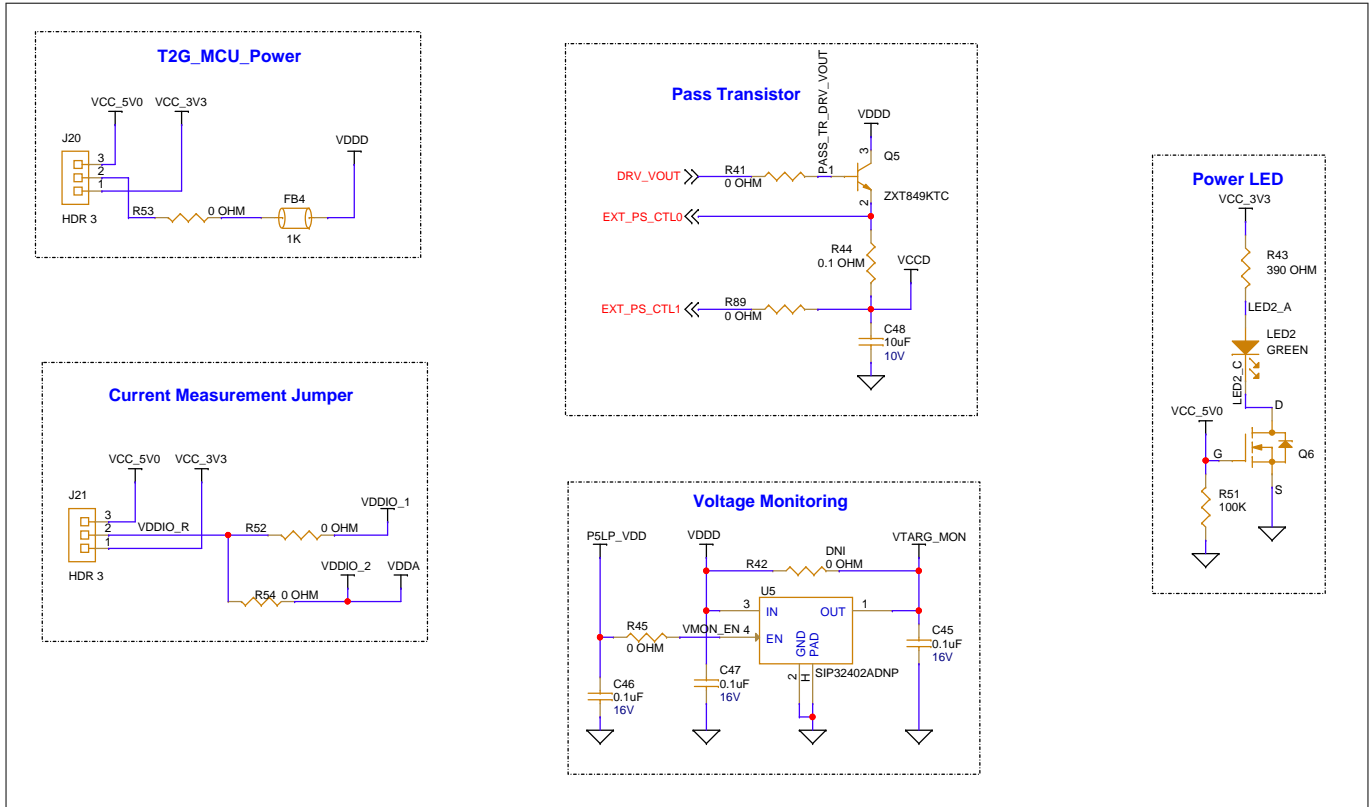 T2G_MCU_Power
VCC_5V0
VCC_3V3
VDDD
J20
3
2
1
HDR 3
R53
0 OHM
FB4
1K
Pass Transistor
PASS_TR_DRV_VOUT
VDDD
3
Q5
DRV_VOUT
R41
0 OHM
1
ZXT849KTC
2
EXT_PS_CTL0
R44
0.1 OHM
VCCD
EXT_PS_CTL1
R89
0 OHM
C48
10uF
10V
Power LED
VCC_3V3
R43
390 OHM
LED2_A
LED2
GREEN
LED2_C
VCC_5V0
D
G
Q6
S
R51
100K
Current Measurement Jumper
VCC_5V0
VCC_3V3
J21
3
2
1
HDR 3
VDDIO_R
R52
0 OHM
VDDIO_1
R54
0 OHM
VDDIO_2
VDDA
Voltage Monitoring
P5LP_VDD
VDDD
VTARG_MON
DNI
R42
0 OHM
U5
3
IN
OUT
1
R45
0 OHM
VMON_EN
4
EN
GND
PAD
2
H
SIP32402ADNP
C45
0.1uF
16V
C46
0.1uF
16V
C47
0.1uF
16V